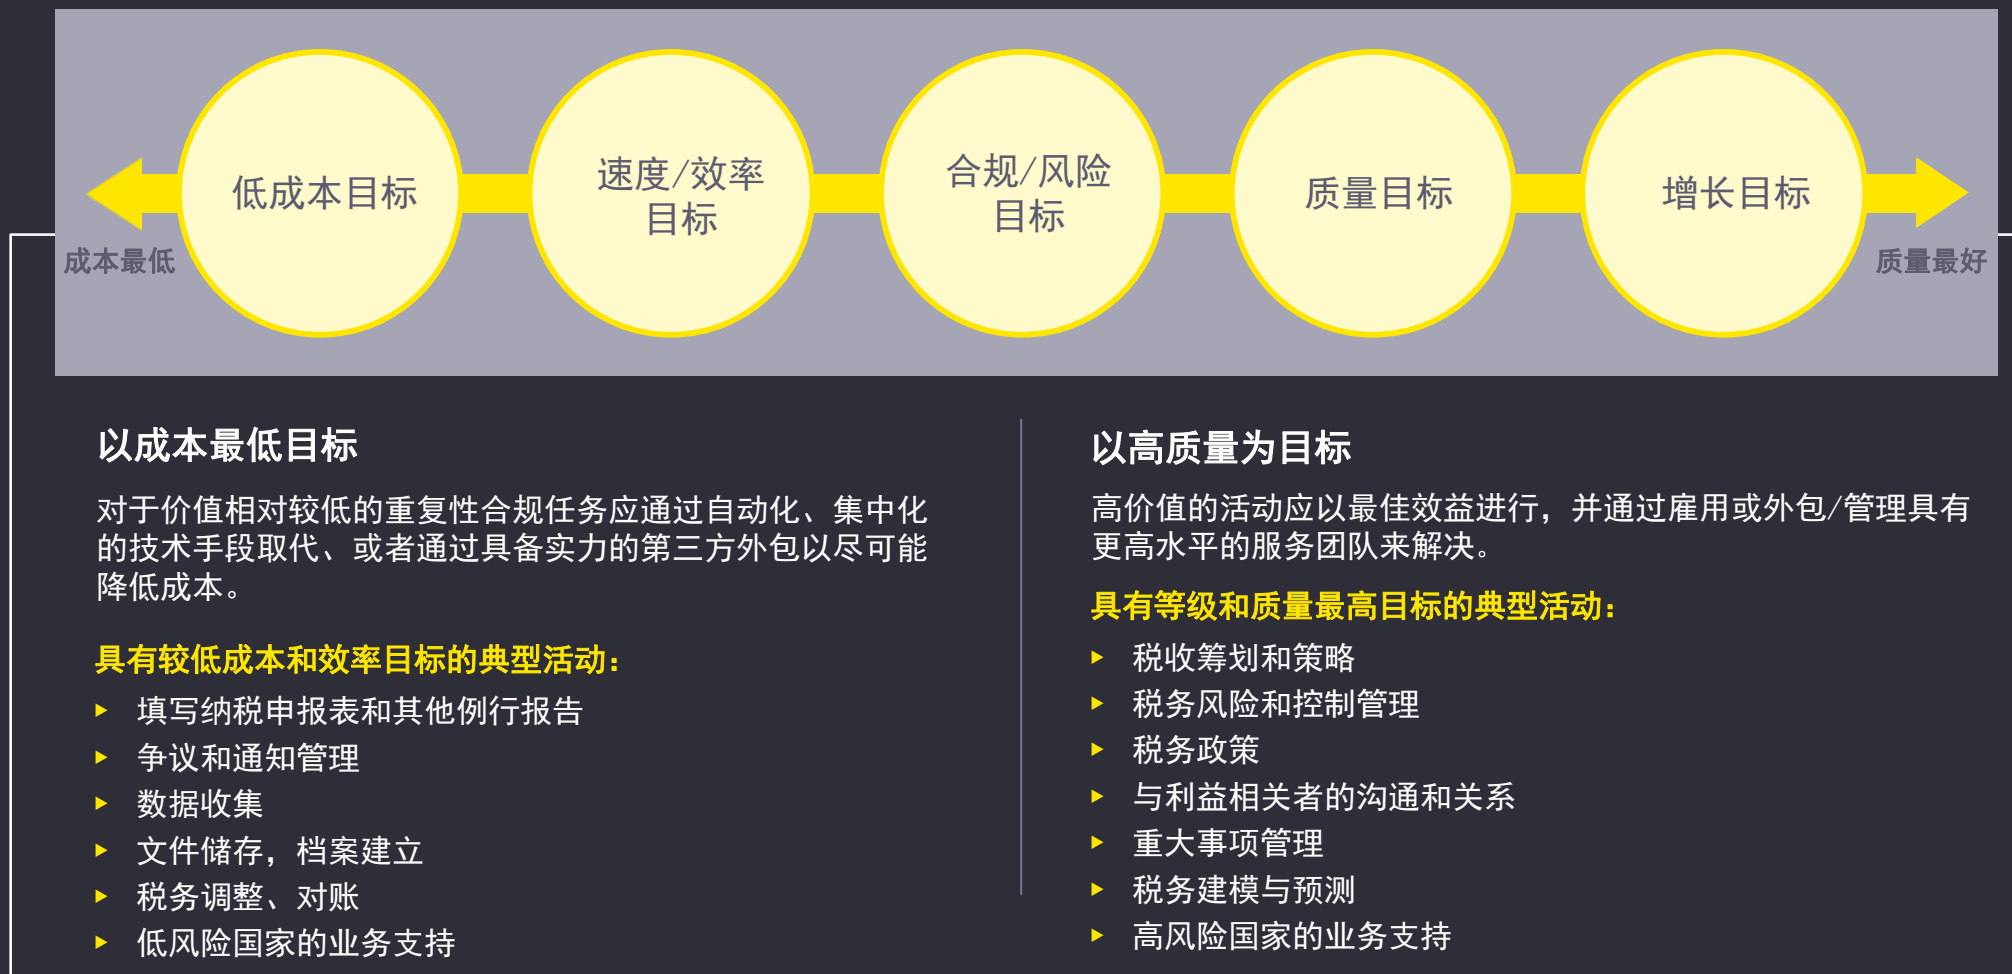 低成本目标
速度/效率
目标
合规/风险
目标
质量目标
增长目标
成本最低
质量最好
以成本最低目标
对于价值相对较低的重复性合规任务应通过自动化、集中化
的技术手段取代、或者通过具备实力的第三方外包以尽可能
降低成本。
具有较低成本和效率目标的典型活动：
▶ 填写纳税申报表和其他例行报告
▶ 争议和通知管理
▶ 数据收集
▶ 文件储存，档案建立
▶ 税务调整、对账
▶ 低风险国家的业务支持
以高质量为目标
高价值的活动应以最佳效益进行，并通过雇用或外包/管理具有
更高水平的服务团队来解决。
具有等级和质量最高目标的典型活动：
▶ 税收筹划和策略
▶ 税务风险和控制管理
▶ 税务政策
▶ 与利益相关者的沟通和关系
▶ 重大事项管理
▶ 税务建模与预测
▶ 高风险国家的业务支持